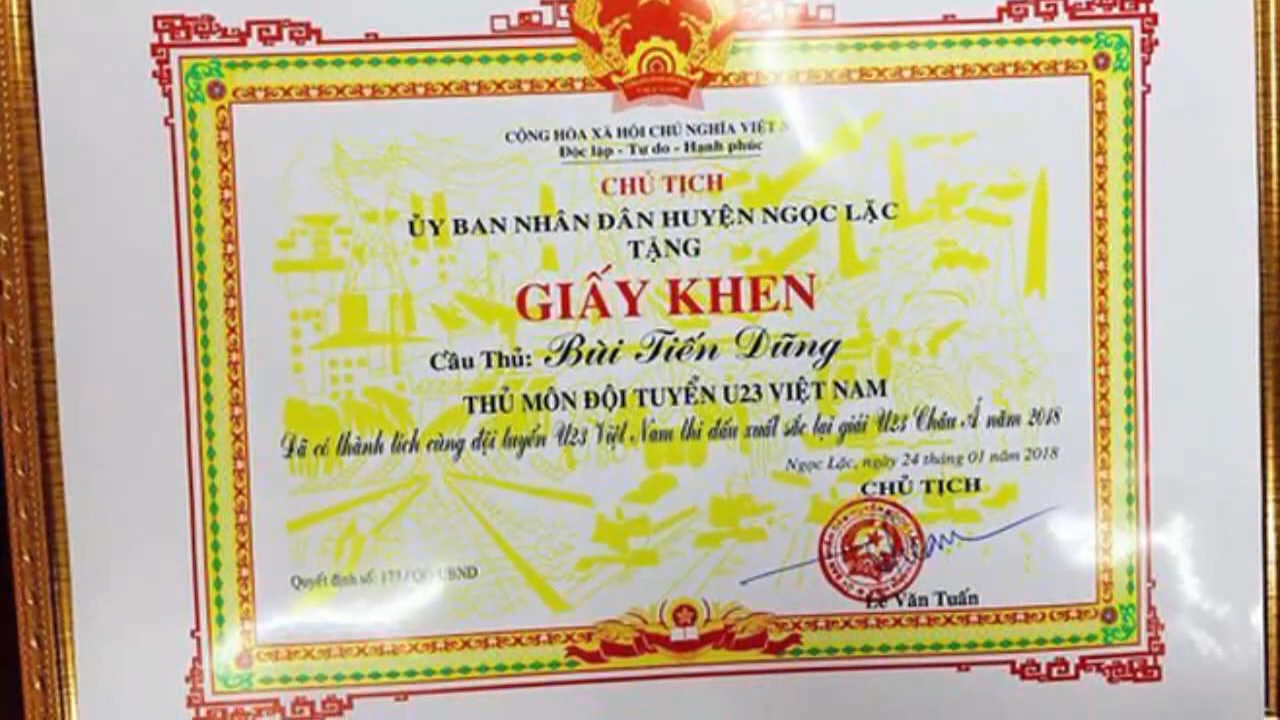 CỘNG HÒA XÃ HỘI CHỦ NGHĨA VIỆT
Độc lập - Tự do - Hạnh phúc
CHỦ TỊCH
ỦY BAN NHÂN DÂN HUYỆN NGỌC LẶC
TẶNG
GIẤY KHEN
Cầu Thủ: Bùi Tiến Dũng
THỦ MÔN ĐỘI TUYỂN U23 VIỆT NAM
Đã có thành tích cùng đội tuyển U23 Việt Nam thi đấu xuất sắc tại giải U23 Châu Á năm 2018
Ngọc Lặc, ngày 24 tháng 01 năm 2018
CHỦ TỊCH
Quyết định số: 173/QĐ-UBND
Lê Văn Tuấn